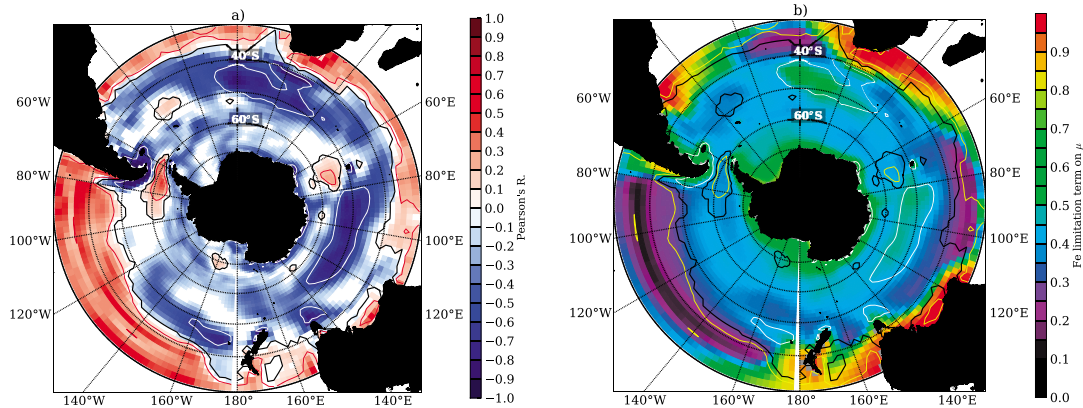 a)
b)
40°S
60°S
60°W
80°W
100°W
120°W
140°W
160°W
180°
160°E
140°E
60°E
80°E
100°E
120°E
1.0
0.9
0.8
0.7
0.6
0.5
0.4
0.3
0.2
0.1
0.0
−0.1
−0.2
−0.3
−0.4
−0.5
−0.6
−0.7
−0.8
−0.9
−1.0
Pearson's R.
40°S
60°S
60°W
80°W
100°W
120°W
140°W
160°W
180°
160°E
140°E
60°E
80°E
100°E
120°E
0.9
0.8
0.7
0.6
0.5
0.4
0.3
0.2
0.1
0.0
Fe limitation term on μ